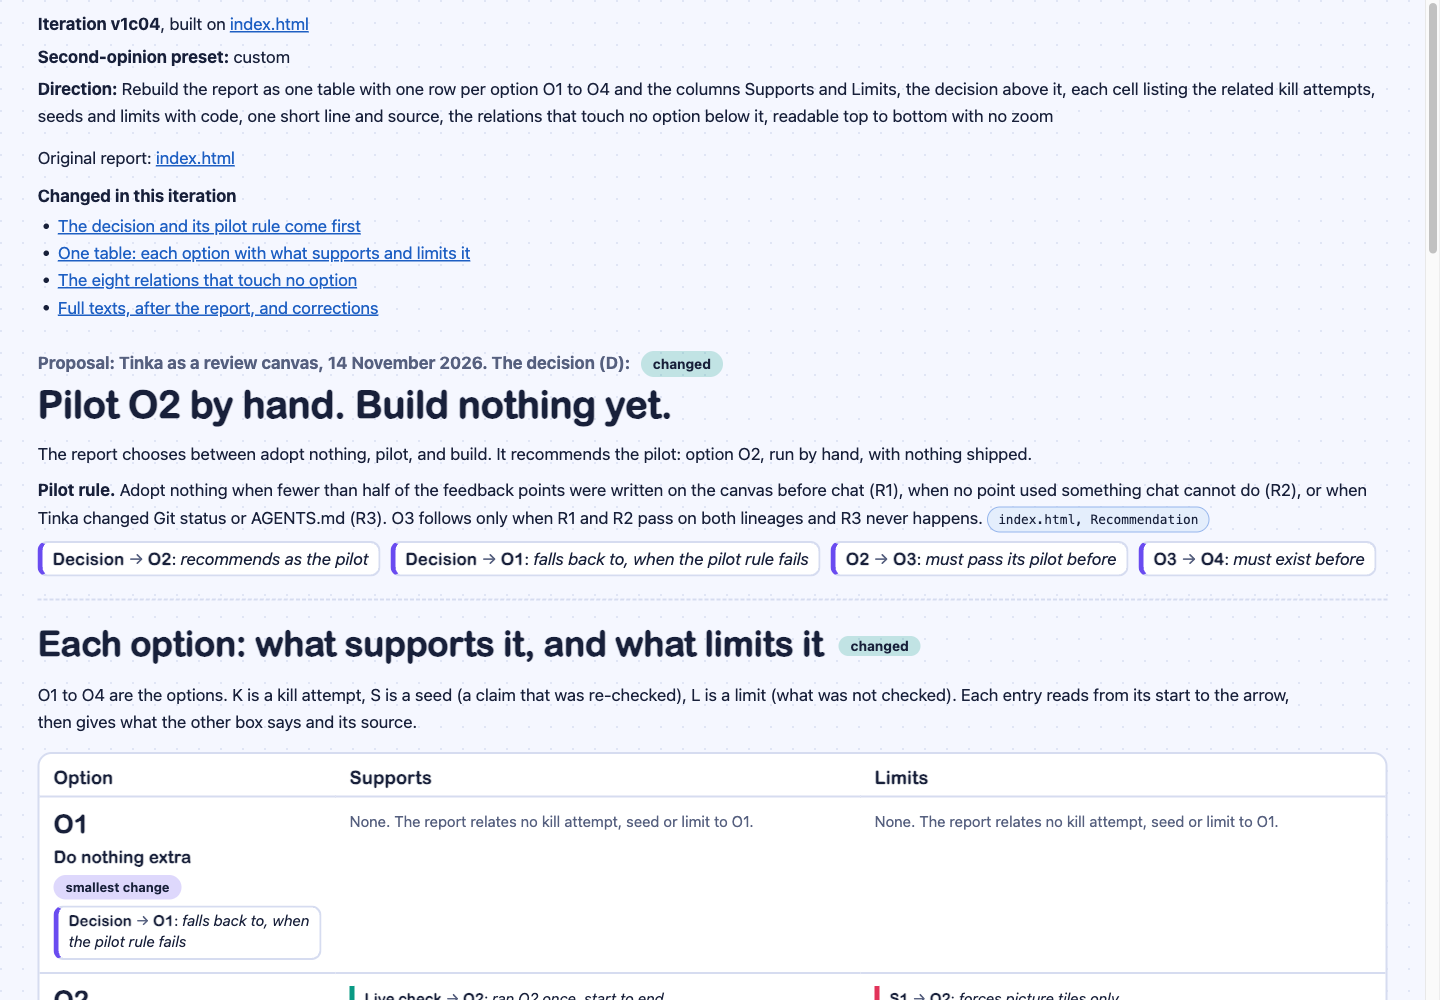 Iteration v1c04, built on index.html
Second-opinion preset: custom
Direction: Rebuild the report as one table with one row per option O1 to O4 and the columns Supports and Limits, the decision above it, each cell listing the related kill attempts,
seeds and limits with code, one short line and source, the relations that touch no option below it, readable top to bottom with no zoom
Original report: index.html
Changed in this iteration
• The decision and its pilot rule come first
• One table: each option with what supports and limits it
• The eight relations that touch no option
• Full texts, after the report, and corrections
Proposal: Tinka as a review canvas, 14 November 2026. The decision (D): changed
Pilot O2 by hand. Build nothing yet.
The report chooses between adopt nothing, pilot, and build. It recommends the pilot: option O2, run by hand, with nothing shipped.
Pilot rule. Adopt nothing when fewer than half of the feedback points were written on the canvas before chat (R1), when no point used something chat cannot do (R2), or when
Tinka changed Git status or AGENTS.md (R3). O3 follows only when R1 and R2 pass on both lineages and R3 never happens. index.html, Recommendation
Decision → O2: recommends as the pilot
Decision → O1: falls back to, when the pilot rule fails
O2 → O3: must pass its pilot before
O3 → O4: must exist before
Each option: what supports it, and what limits it changed
O1 to O4 are the options. K is a kill attempt, S is a seed (a claim that was re-checked), L is a limit (what was not checked). Each entry reads from its start to the arrow,
then gives what the other box says and its source.
Option Supports Limits
O1
None. The report relates no kill attempt, seed or limit to O1.
None. The report relates no kill attempt, seed or limit to O1.
Do nothing extra
smallest change
Decision → O1: falls back to, when
the pilot rule fails
O2
Live check → O2: ran O2 once, start to end
S1 → O2: forces picture tiles only